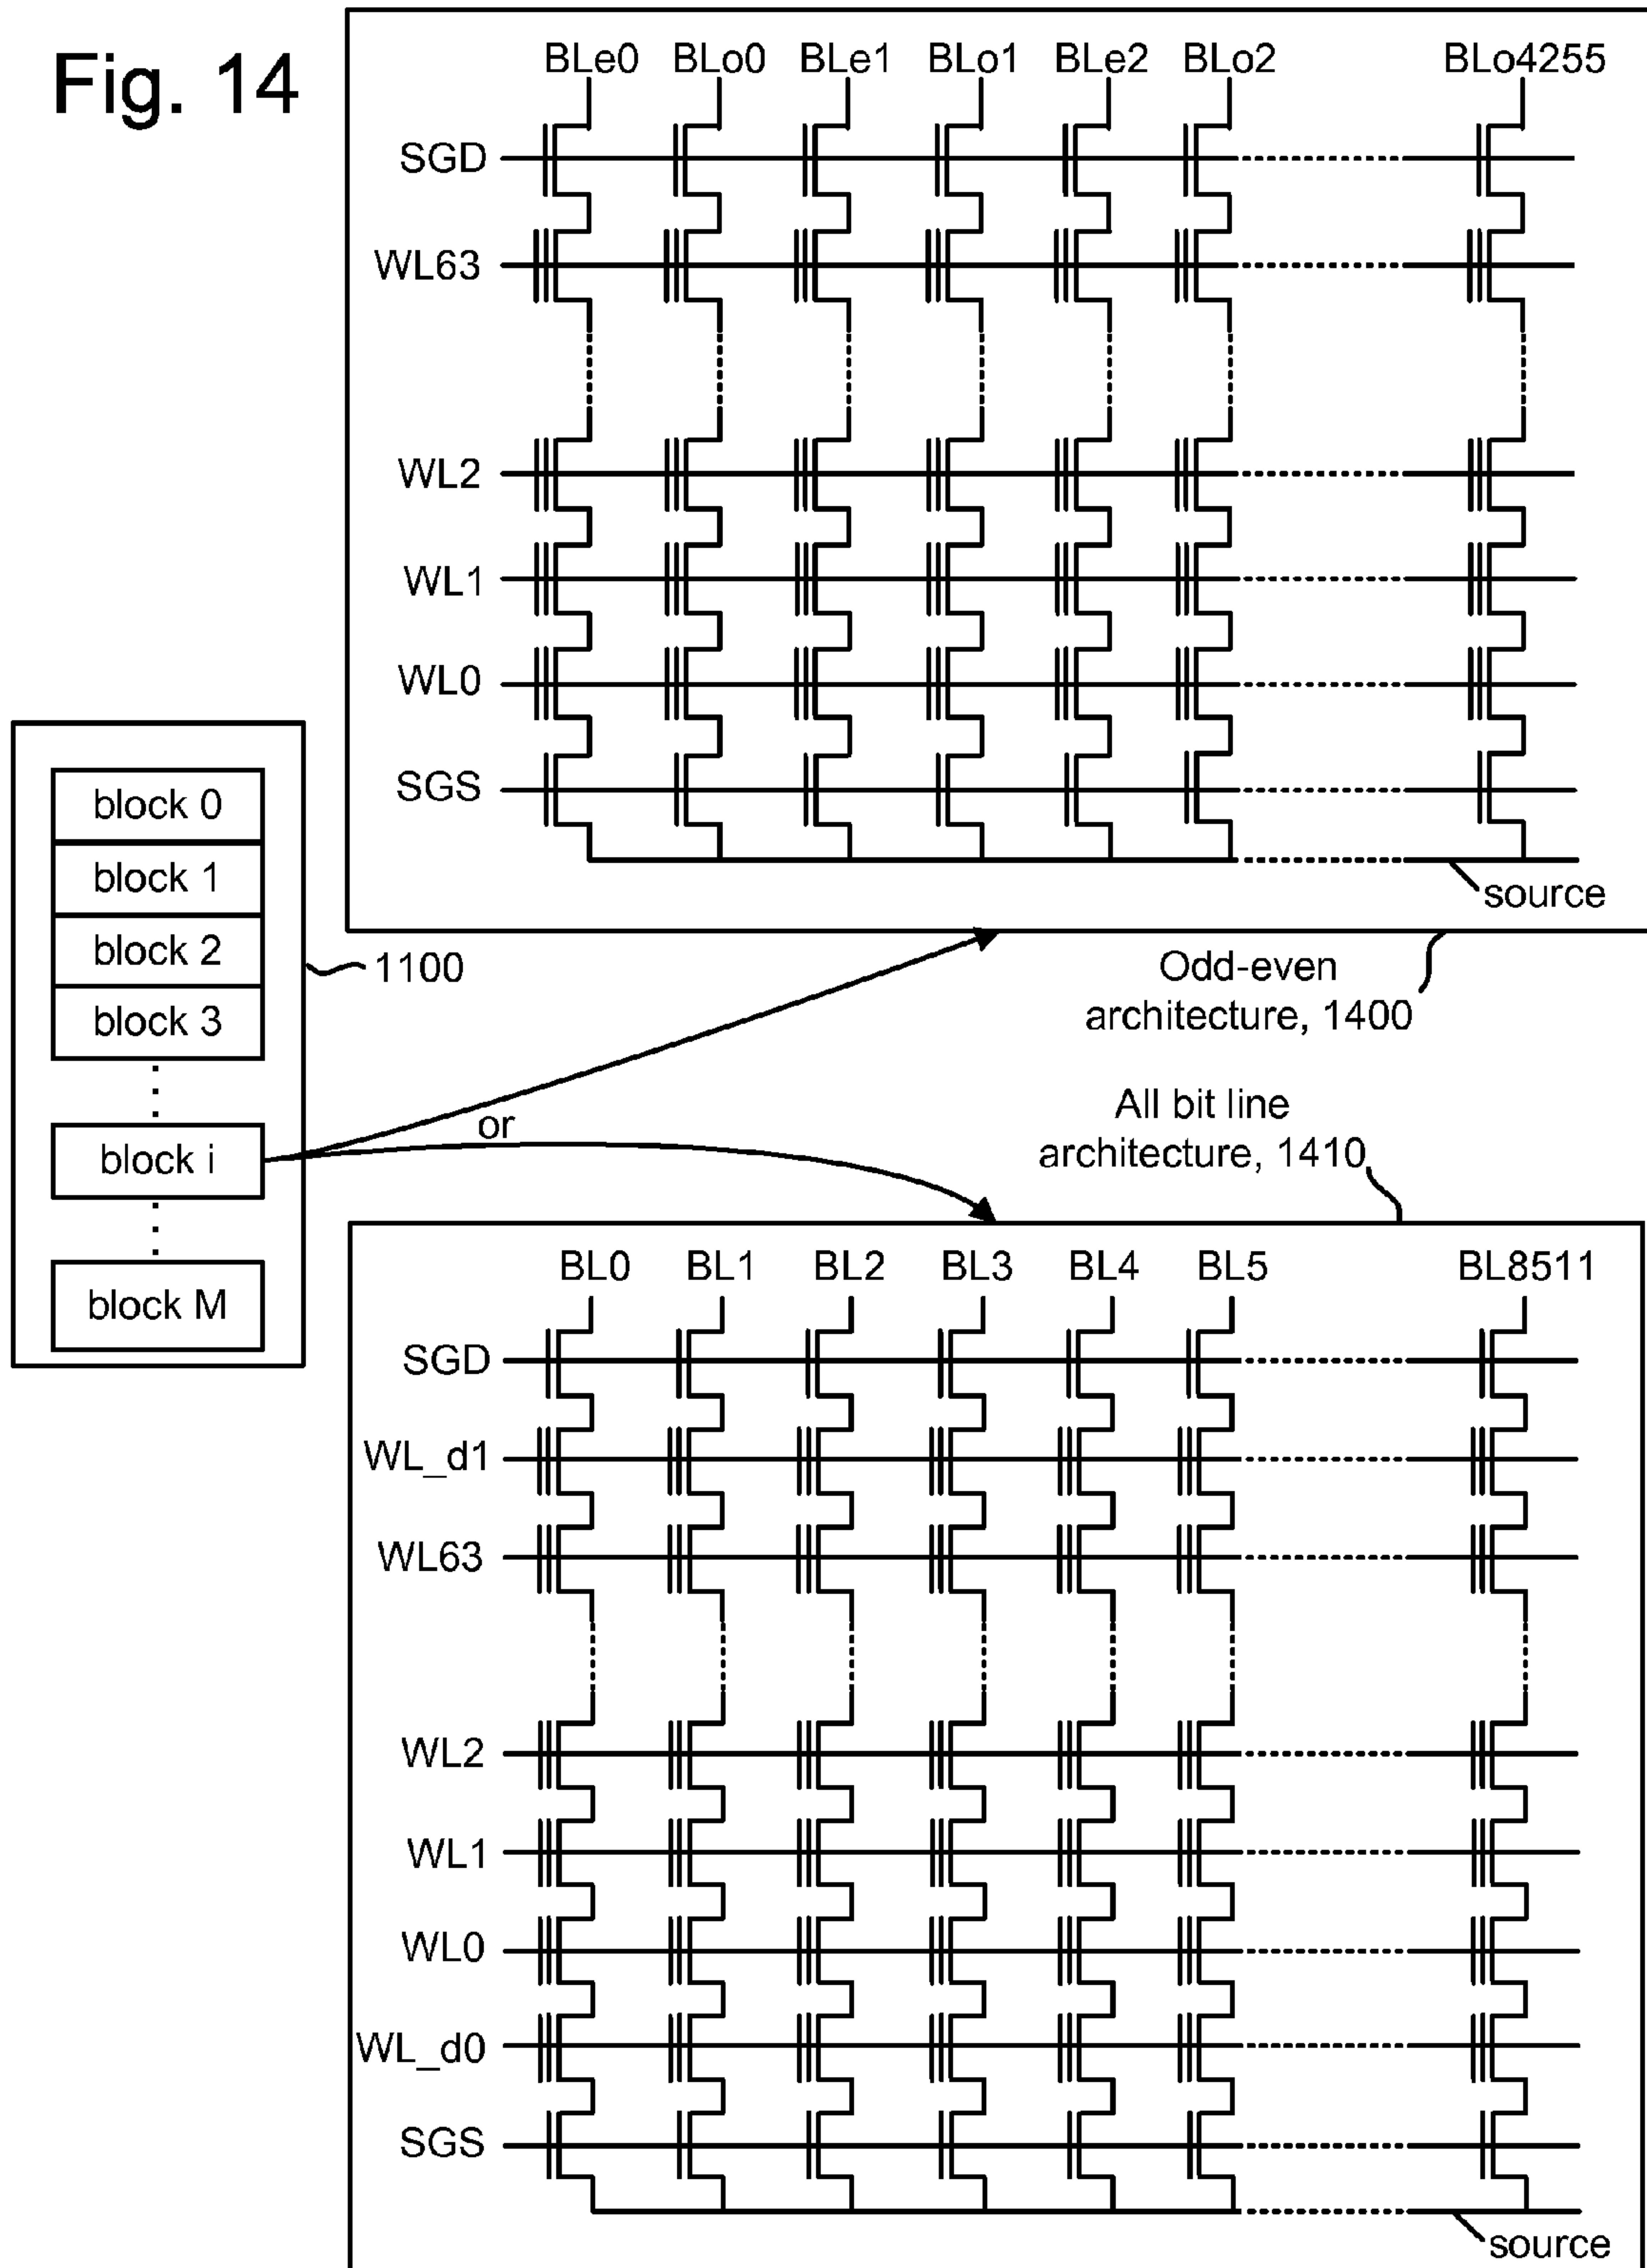 Fig. 14
BLe0 BLo0 BLe1 BLo1 BLe2 BLo2 BLo4255
SGD
WL63
WL2
WL1
WL0
SGS
source
Odd-even
architecture, 1400
block 0
block 1
block 2
block 3
block i
block M
1100
or
All bit line
architecture, 1410
BL0 BL1 BL2 BL3 BL4 BL5 BL8511
SGD
WL_d1
WL63
WL2
WL1
WL0
WL_d0
SGS
source